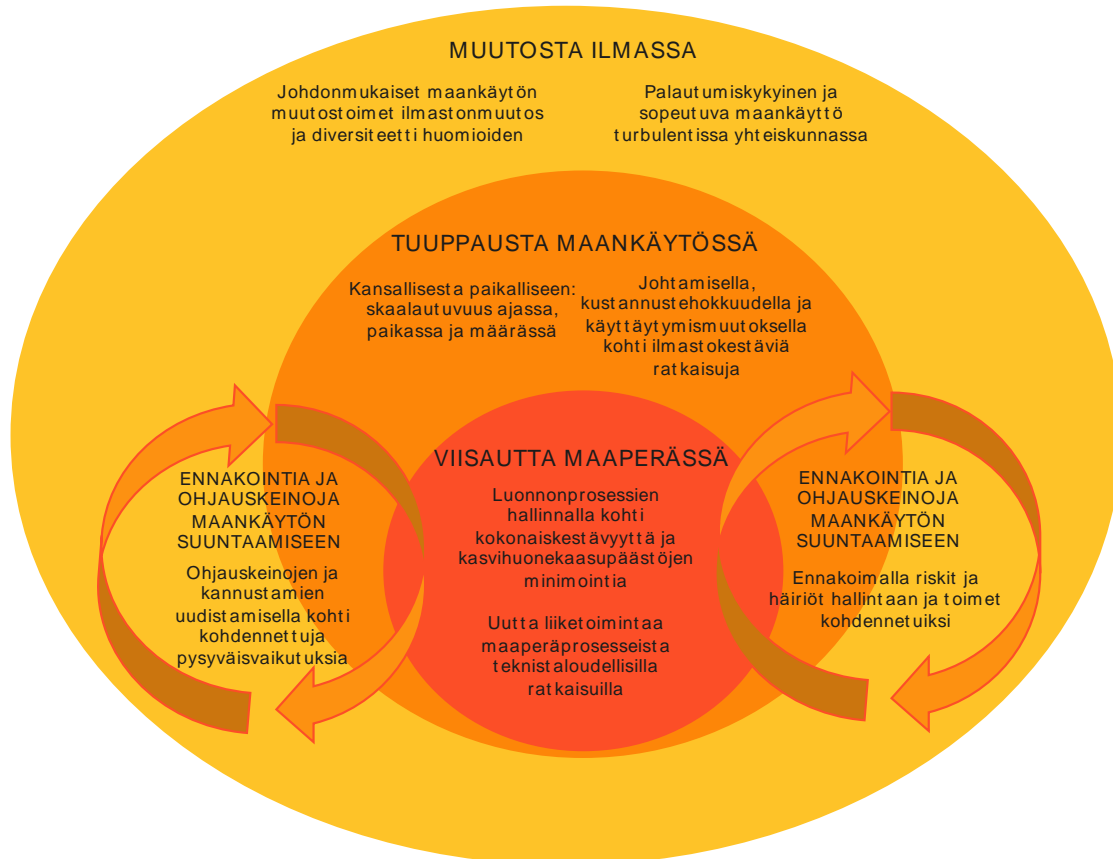 MUUTOSTA ILMASSA
Johdonmukaiset maankäytön
muutostoimet ilmastonmuutos
ja diversiteetti huomioiden
Palautumiskykyinen ja
sopeutuva maankäyttö
turbulentissa yhteiskunnassa
TUUPPAUSTA MAANKÄYTÖSSÄ
Kansallisesta paikalliseen:
skaalautuvuus ajassa,
paikassa ja määrässä
Johtamisella,
kustannustehokkuudella ja
käyttäytymismuutoksella
kohti ilmastokestäviä
ratkaisuja
VIISAUTTA MAAPERÄSSÄ
Luonnonprosessien
hallinnalla kohti
kokonaiskestävyyttä ja
kasvihuonekaasupäästöjen
minimointia
Uutta liiketoimintaa
maaperäprosesseista
teknistaloudellisilla
ratkaisuilla
ENNAKOINTIA JA
OHJAUSKEINOJA
MAANKÄYTÖN
SUUNTAAMISEEN
Ohjauskeinojen ja
kannustamien
uudistamisella kohti
kohdennettuja
pysyväisvaikutuksia
ENNAKOINTIA JA
OHJAUSKEINOJA
MAANKÄYTÖN
SUUNTAAMISEEN
Ennakoimalla riskit ja
häiriöt hallintaan ja toimet
kohdennetuiksi